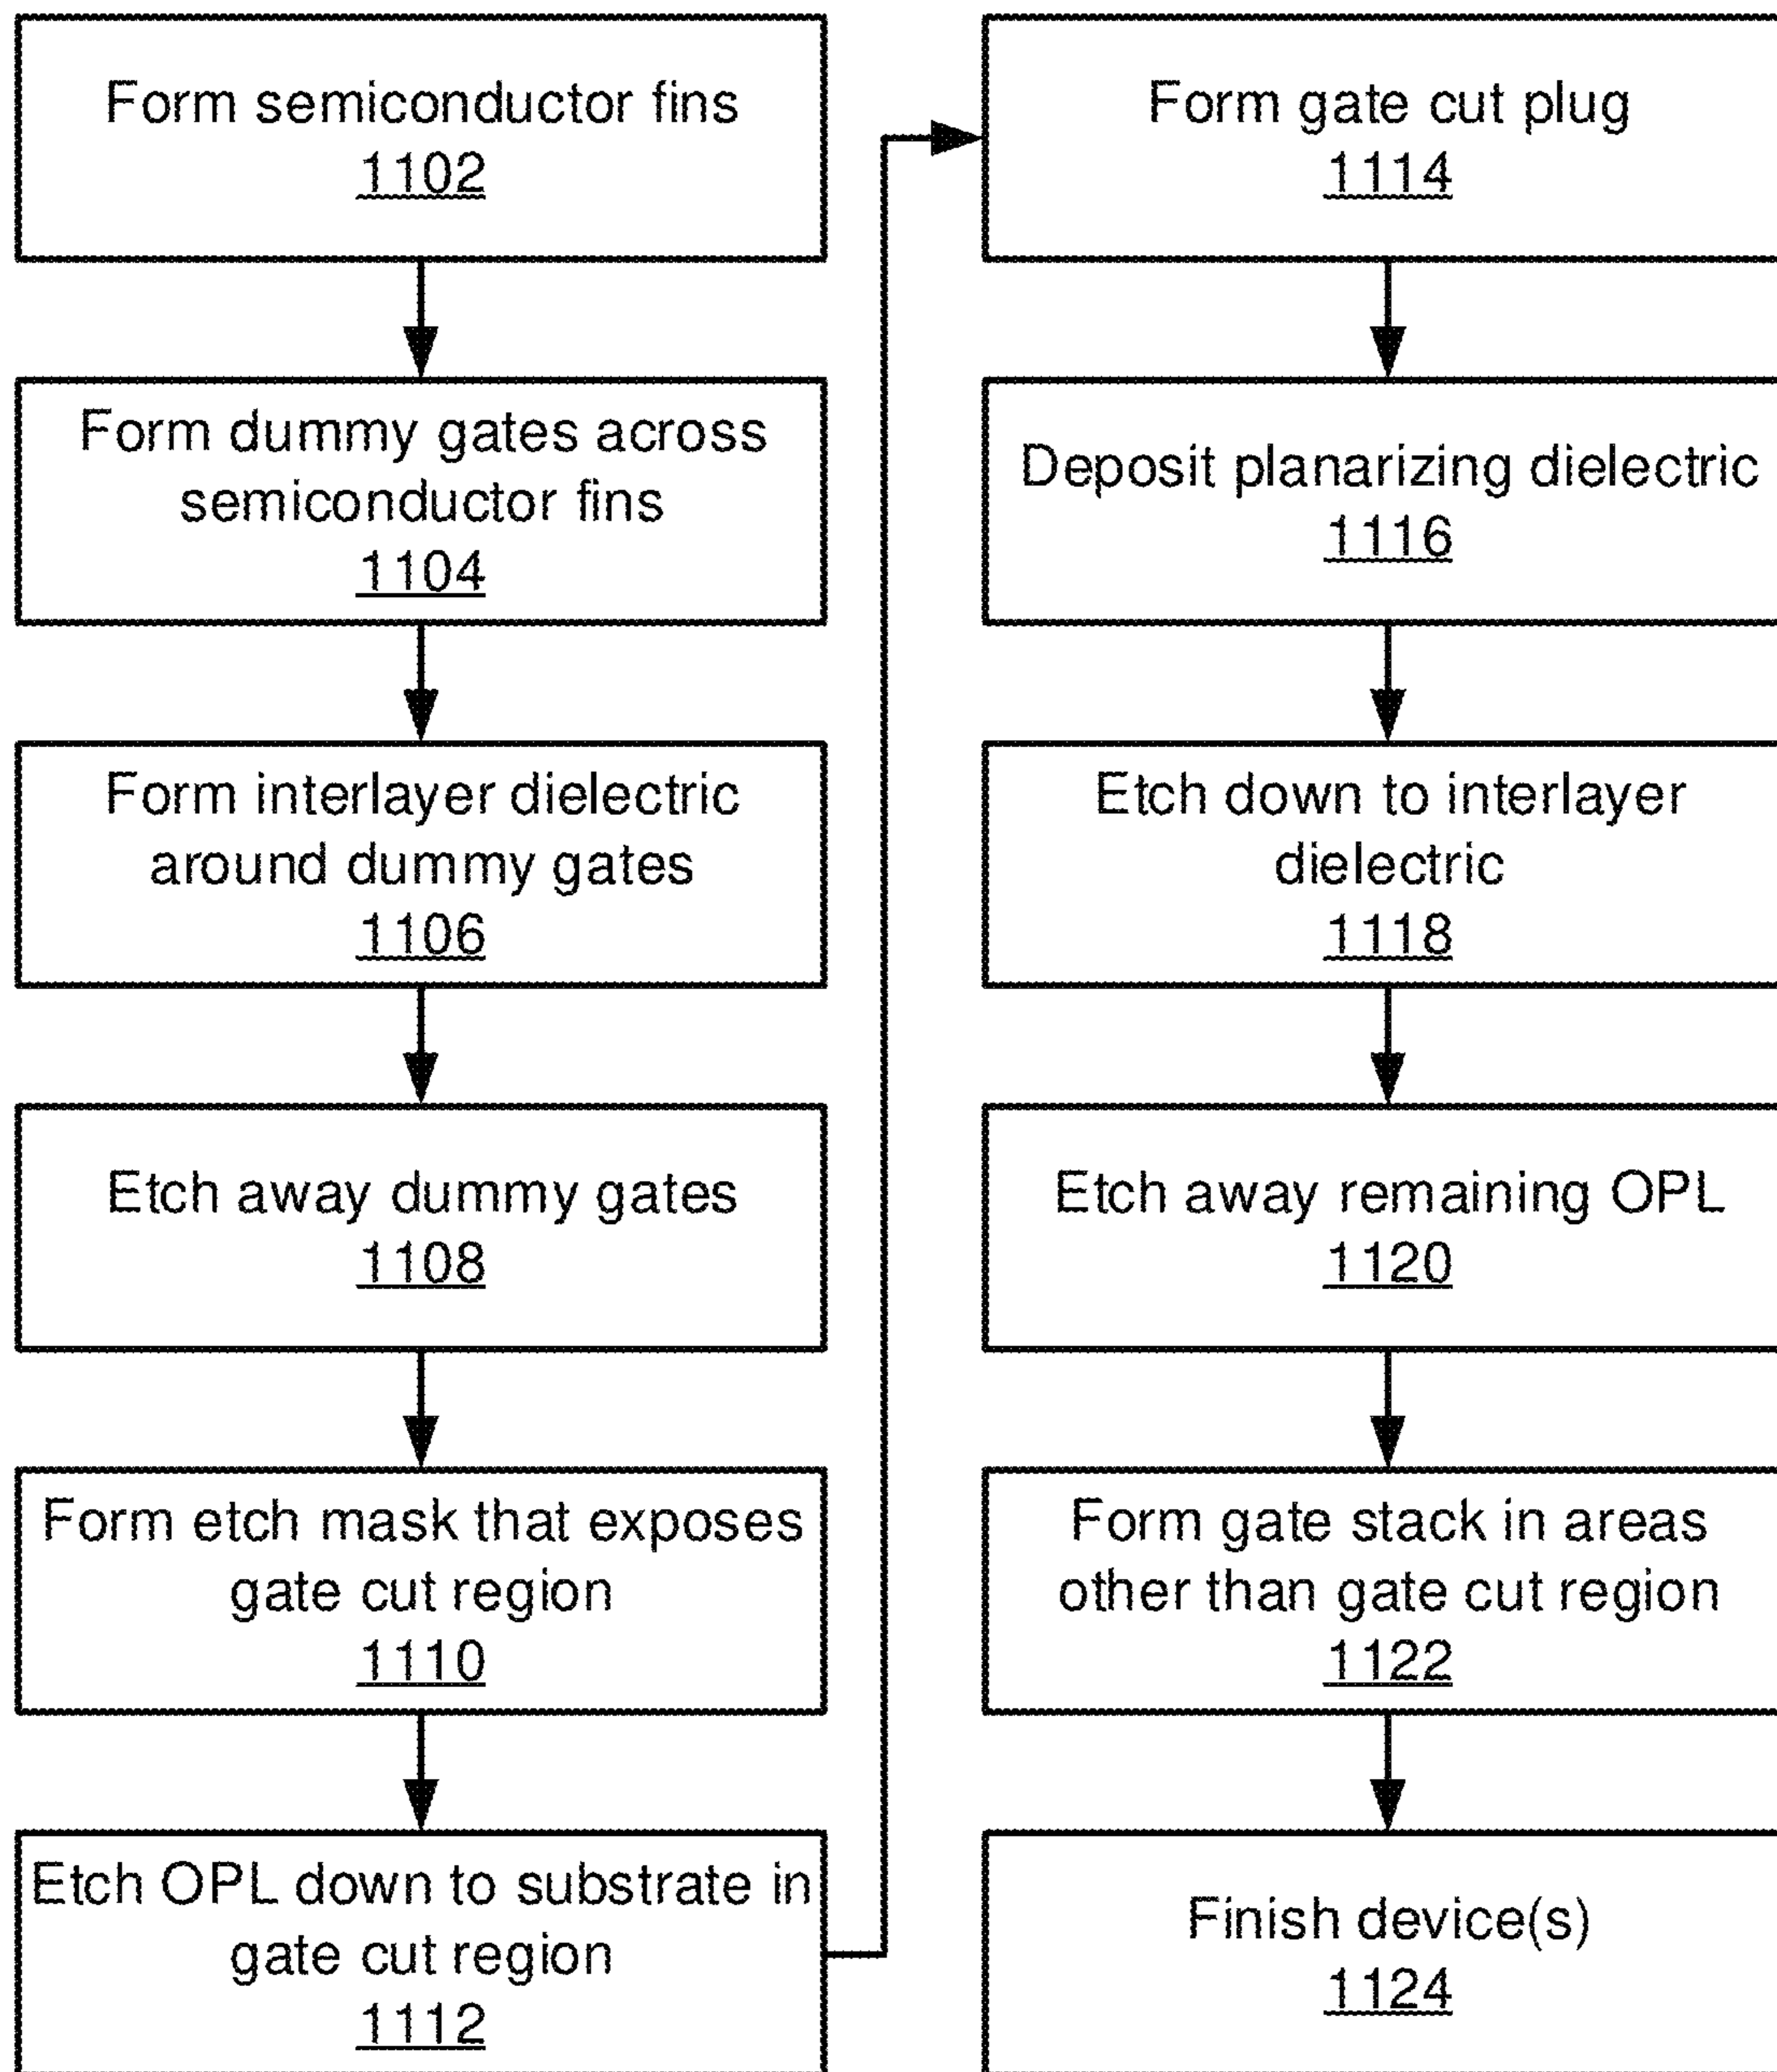 Form semiconductor fins
1102
Form dummy gates across
semiconductor fins
1104
Form interlayer dielectric
around dummy gates
1106
Etch away dummy gates
1108
Form etch mask that exposes
gate cut region
1110
Etch OPL down to substrate in
gate cut region
1112
Form gate cut plug
1114
Deposit planarizing dielectric
1116
Etch down to interlayer
dielectric
1118
Etch away remaining OPL
1120
Form gate stack in areas
other than gate cut region
1122
Finish device(s)
1124